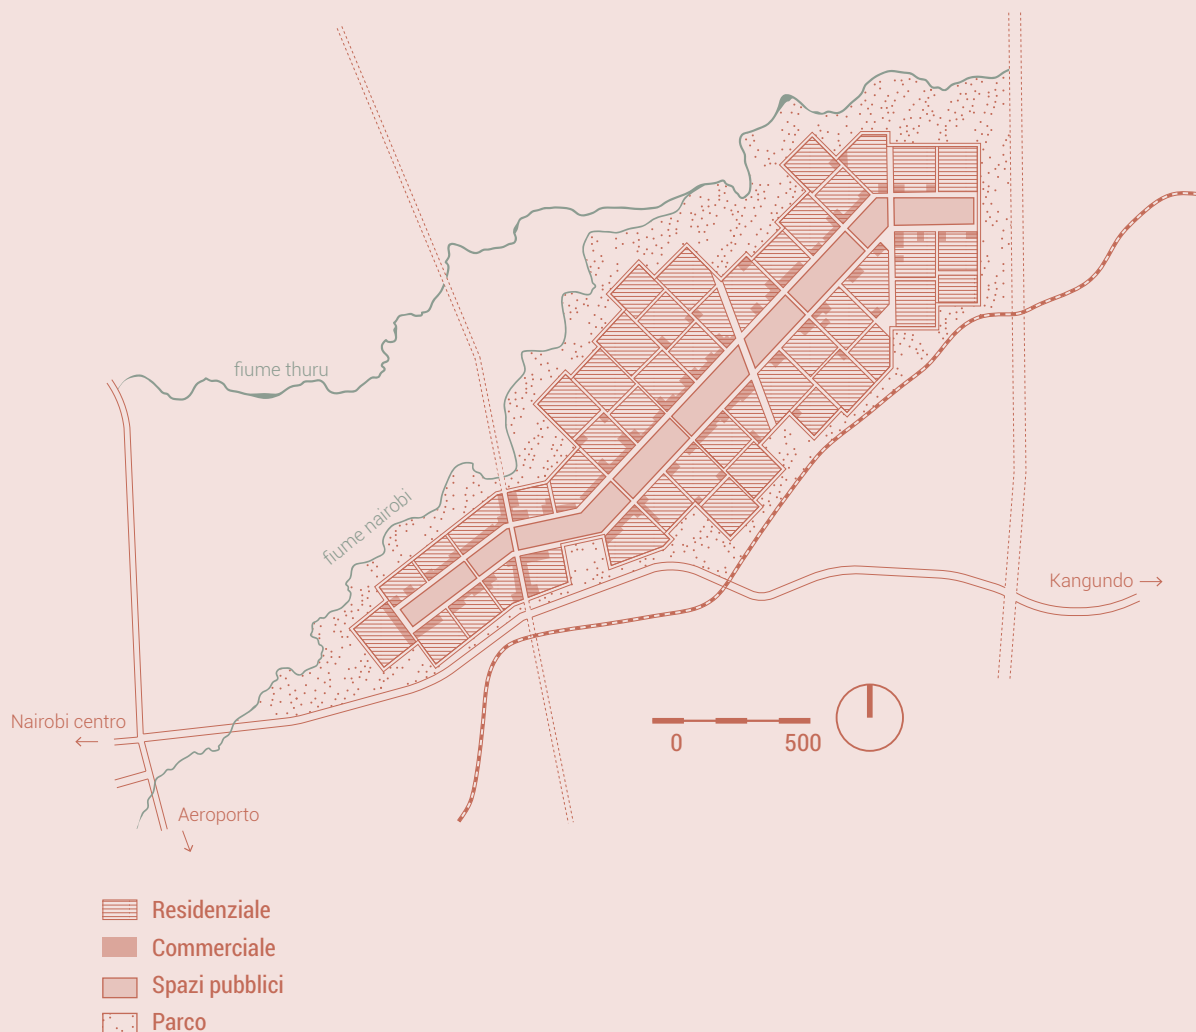 fiume thuru
fiume nairobi
Kangundo
Nairobi centro
0 500
Aeroporto
Residenziale
Commerciale
Spazi pubblici
Parco